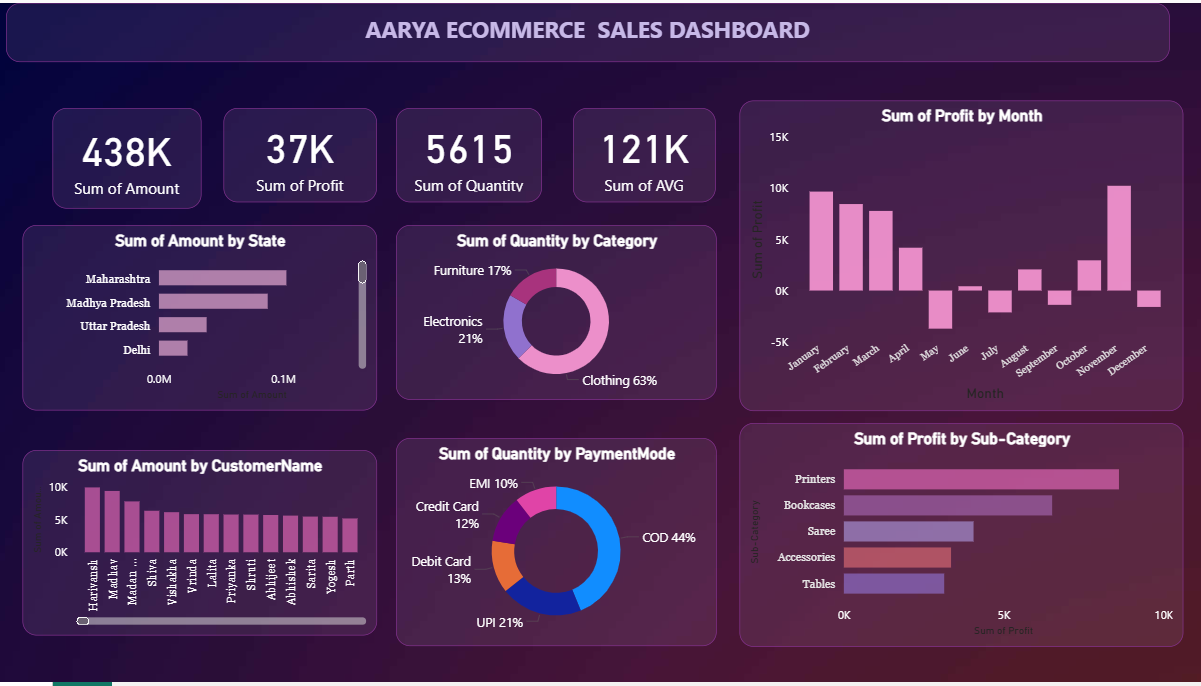 AARYA ECOMMERCE SALES DASHBOARD
438K
Sum of Amount
37K
Sum of Profit
5615
Sum of Quantity
121K
Sum of AVG
Sum of Profit by Month
15K
10K
5K
0K
-5K
Sum of Profit
January
February
March
April
May
June
July
August
September
October
November
December
Month
Sum of Amount by State
Maharashtra
Madhya Pradesh
Uttar Pradesh
Delhi
0.0M
0.1M
Sum of Amount
Sum of Quantity by Category
Furniture 17%
Electronics
21%
Clothing 63%
Sum of Amount by CustomerName
10K
5K
0K
Harivansh
Madhav
Madan ...
Shiva
Vishakha
Vrinda
Lalita
Priyanka
Shruti
Abhijeet
Abhishek
Sarita
Yogesh
Parth
Sum of Quantity by PaymentMode
EMI 10%
Credit Card
12%
Debit Card
13%
UPI 21%
COD 44%
Sum of Profit by Sub-Category
Sub-Category
Printers
Bookcases
Saree
Accessories
Tables
0K
5K
10K
Sum of Profit